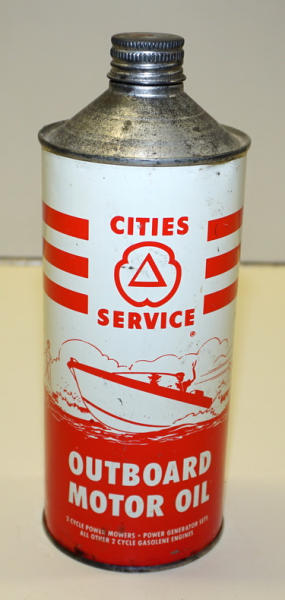 CITIES
SERVICE
®
OUTBOARD
MOTOR OIL
2 CYCLE POWER MOWERS • POWER GENERATOR SETS
ALL OTHER 2 CYCLE GASOLENE ENGINES